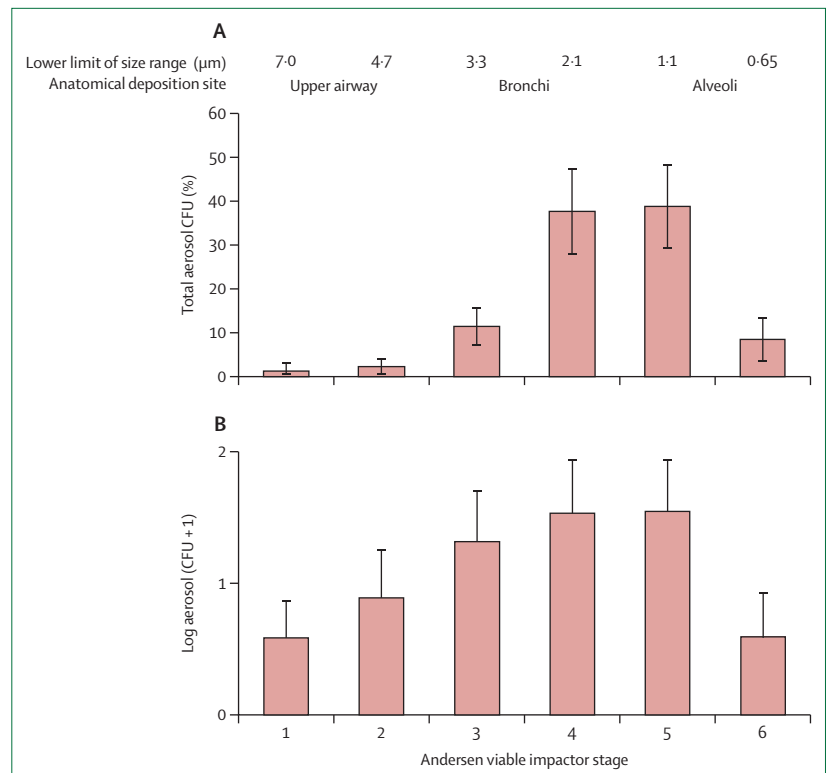 A
Lower limit of size range (μm) 7·0 4·7 3·3 2·1 1·1 0·65
Anatomical deposition site Upper airway Bronchi Alveoli
60
50
40
30
20
10
0
Total aerosol CFU (%)
B
2
1
0
Log aerosol (CFU + 1)
1 2 3 4 5 6
Andersen viable impactor stage